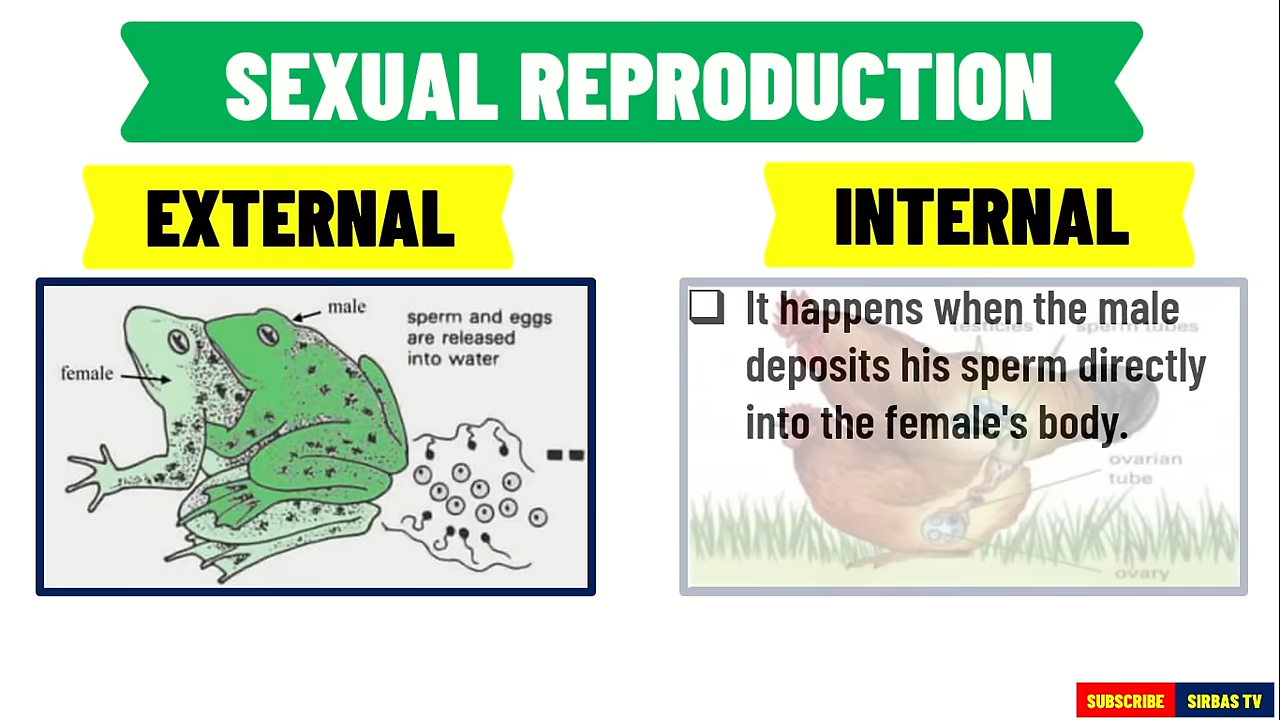 SEXUAL REPRODUCTION
EXTERNAL
male
female
sperm and eggs
are released
into water
INTERNAL
It happens when the male
deposits his sperm directly
into the female's body.
testicles
sperm tubes
ovarian
tube
ovary
SUBSCRIBE SIRBAS TV